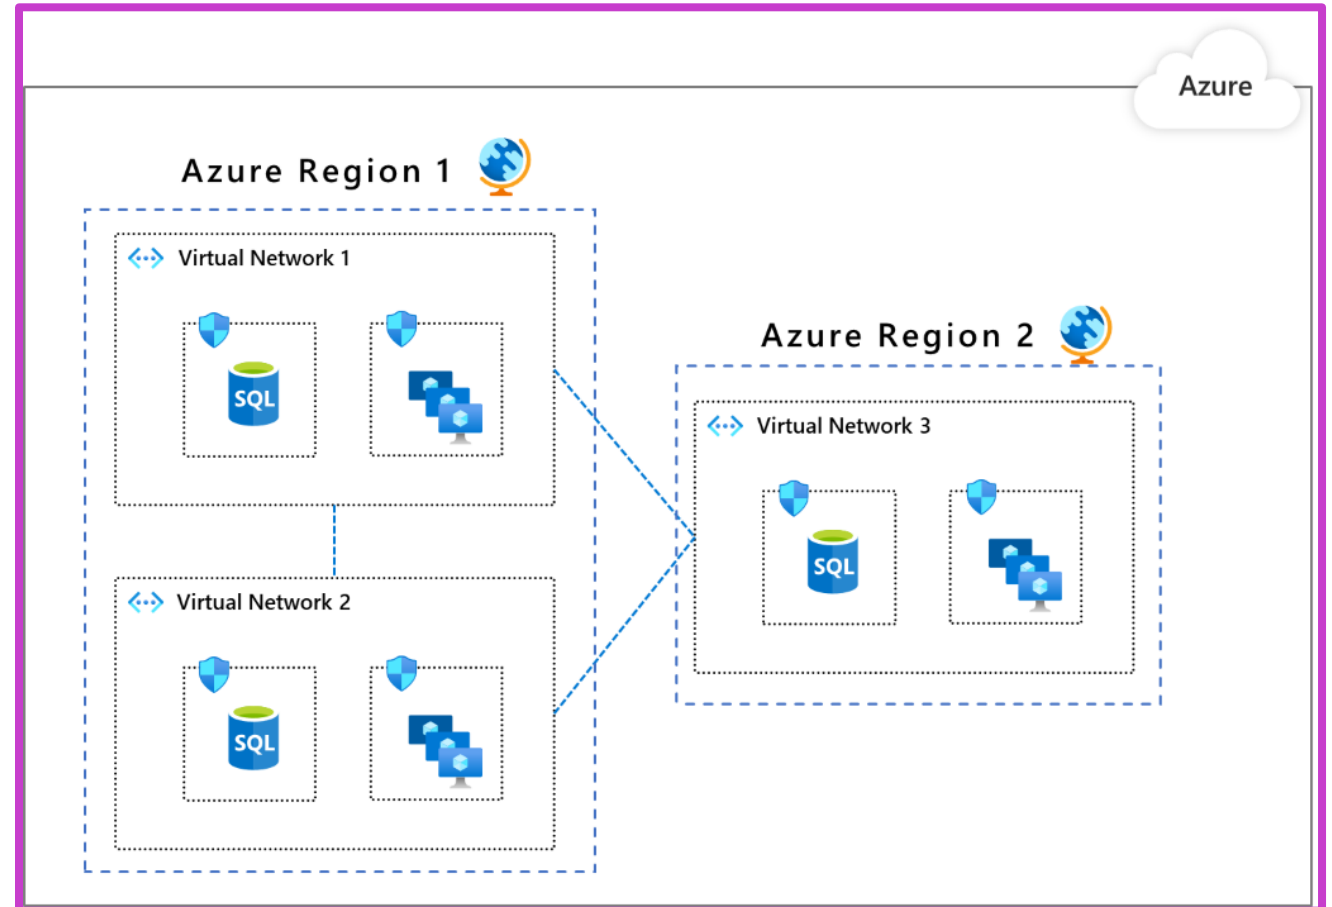 Azure
Azure Region 1
Virtual Network 1
SQL
Virtual Network 2
SQL
Azure Region 2
Virtual Network 3
SQL